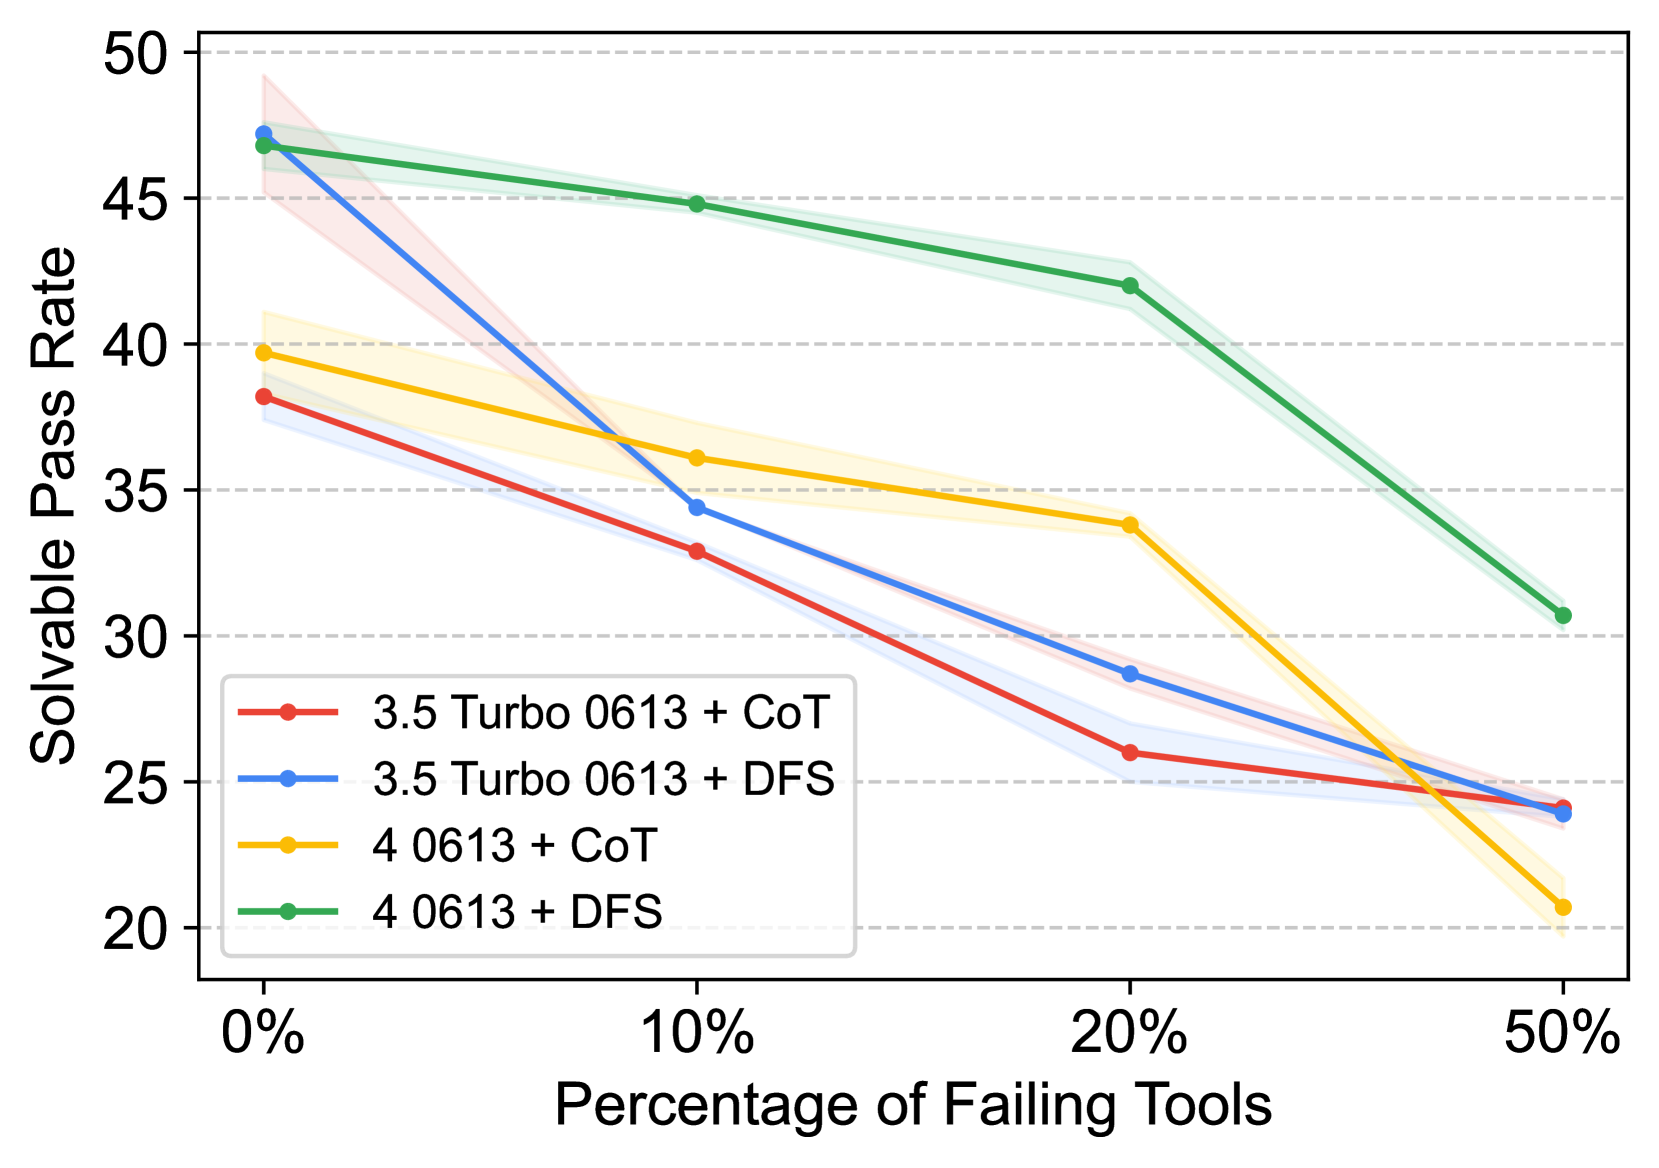 50
45
40
35
30
25
20
Solvable Pass Rate
3.5 Turbo 0613 + CoT
3.5 Turbo 0613 + DFS
4 0613 + CoT
4 0613 + DFS
0% 10% 20% 50%
Percentage of Failing Tools